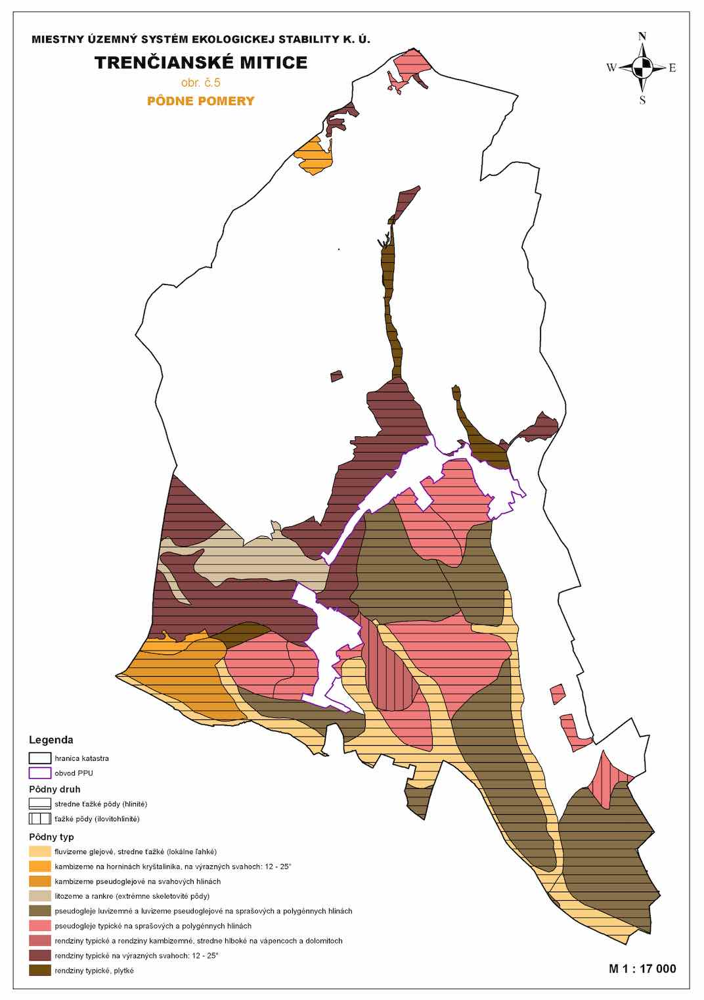 MIESTNY ÚZEMNÝ SYSTÉM EKOLOGICKEJ STABILITY K. Ú.
TRENČIANSKÉ MITICE
obr. č.5
PÔDNE POMERY
N
W E
S
Legenda
hranica katastra
obvod PPU
Pôdny druh
stredne ťažké pôdy (hlinité)
ťažké pôdy (ílovitohlinité)
Pôdny typ
fluvizeme glejové, stredne ťažké (lokálne ľahké)
kambizeme na horninách kryštalinika, na výrazných svahoch: 12 - 25°
kambizeme pseudoglejové na svahových hlinách
litozeme a rankre (extrémne skeletovité pôdy)
pseudogleje luvizemné a luvizeme pseudoglejové na sprašových a polygénnych hlinách
pseudogleje typické na sprašových a polygénnych hlinách
rendziny typické a rendziny kambizemné, stredne hlboké na vápencoch a dolomitoch
rendziny typické na výrazných svahoch: 12 - 25°
rendziny typické, plytké
M 1 : 17 000